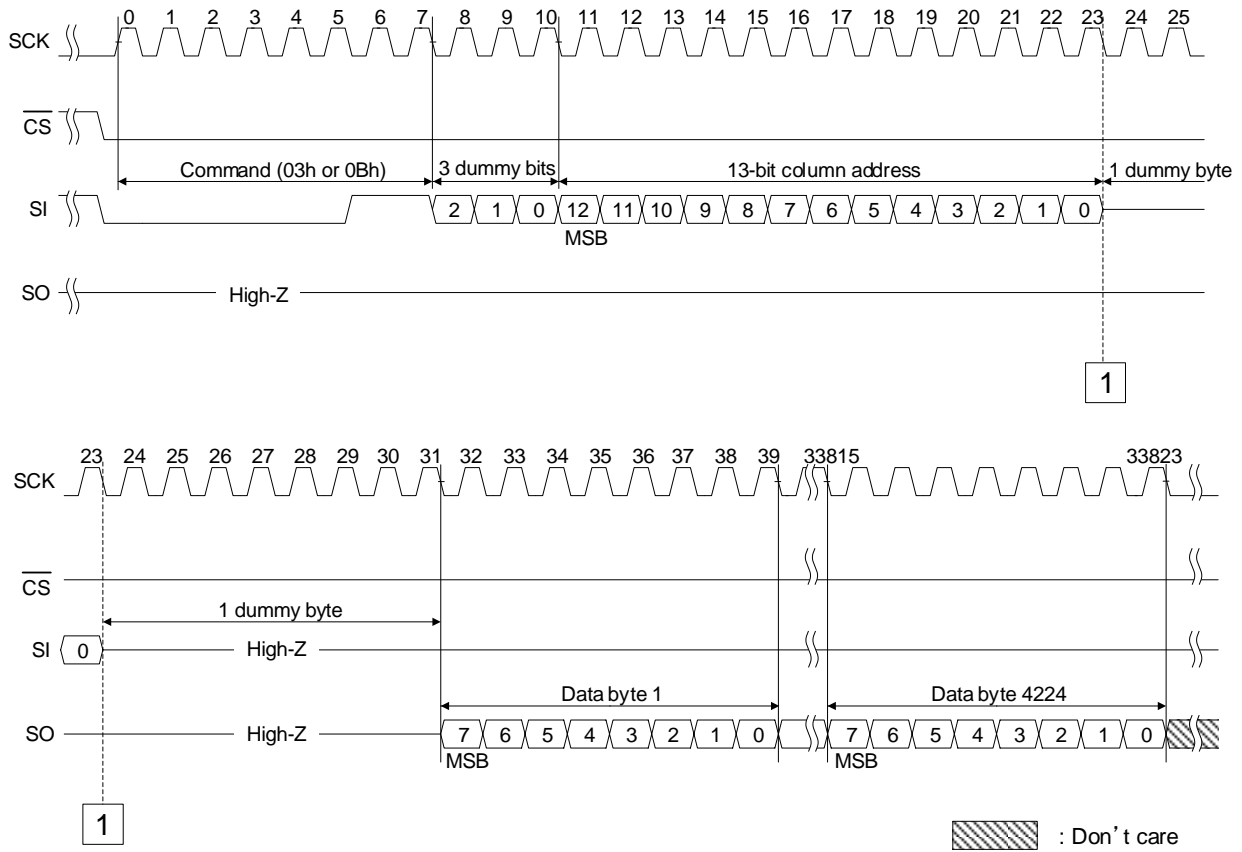 0 1 2 3 4 5 6 7 8 9 10 11 12 13 14 15 16 17 18 19 20 21 22 23 24 25
SCK
CS
Command (03h or 0Bh) 3 dummy bits 13-bit column address 1 dummy byte
SI 2 1 0 12 11 10 9 8 7 6 5 4 3 2 1 0
MSB
SO High-Z
1
23 24 25 26 27 28 29 30 31 32 33 34 35 36 37 38 39 33815 33823
SCK
CS
1 dummy byte
SI 0 High-Z
Data byte 1 Data byte 4224
SO High-Z 7 6 5 4 3 2 1 0 7 6 5 4 3 2 1 0
MSB MSB
1
: Don't care